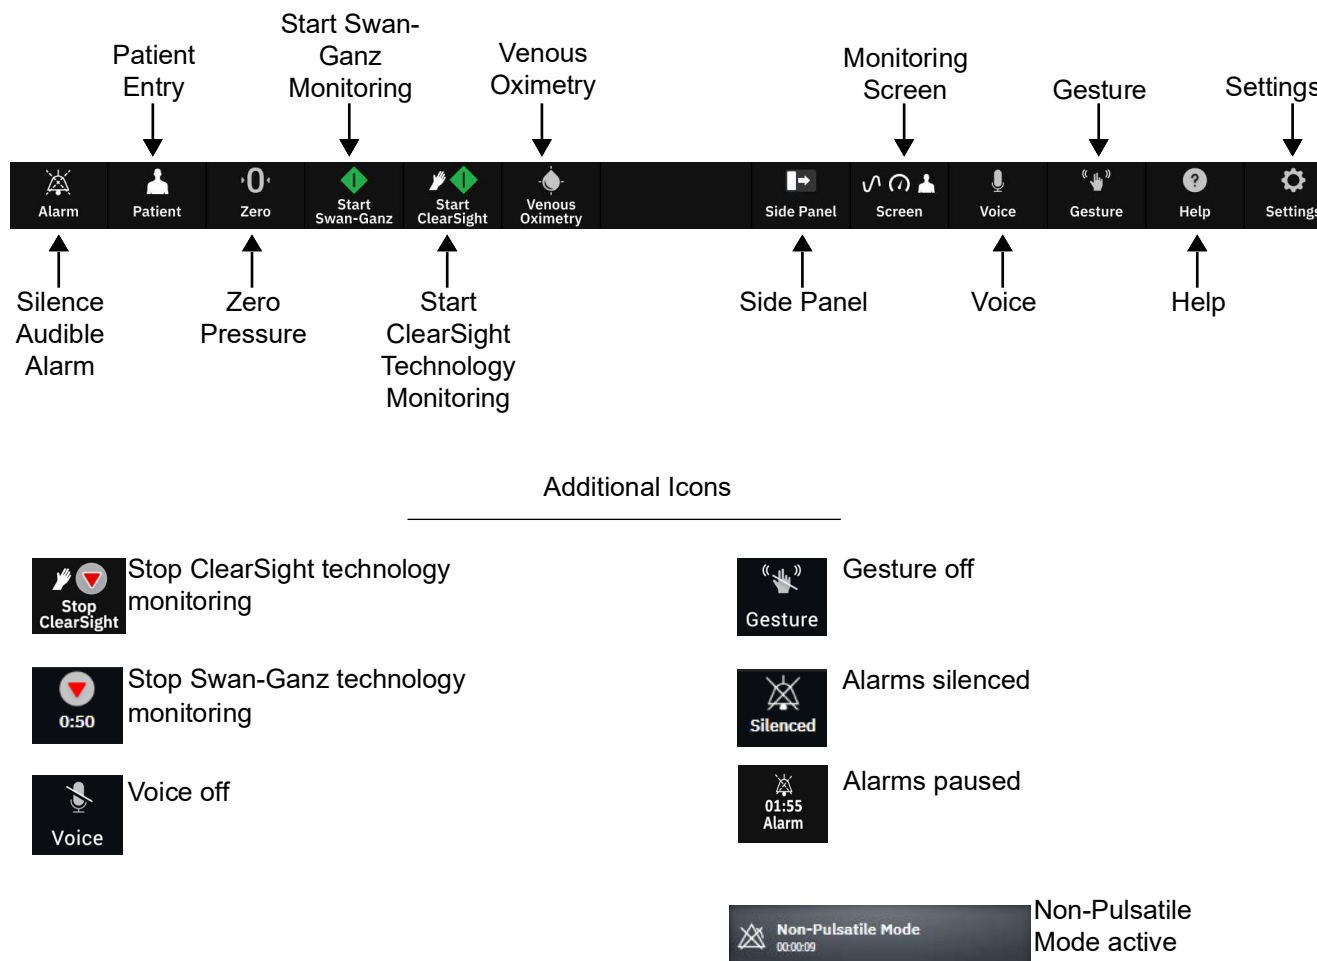 Start Swan-
Ganz
Monitoring
Patient
Entry
Venous
Oximetry
Monitoring
Screen
Gesture
Settings
Alarm
Patient
0
Zero
Start
Swan-Ganz
Start
ClearSight
Venous
Oximetry
Side Panel
Screen
Voice
Gesture
?
Help
Settings
Silence
Audible
Alarm
Zero
Pressure
Start
ClearSight
Technology
Monitoring
Side Panel
Voice
Help
Additional Icons
Stop
ClearSight
Stop ClearSight technology
monitoring
Gesture
Gesture off
0:50
Stop Swan-Ganz technology
monitoring
Silenced
Alarms silenced
Voice
Voice off
01:55
Alarm
Alarms paused
Non-Pulsatile Mode
00:00:09
Non-Pulsatile
Mode active